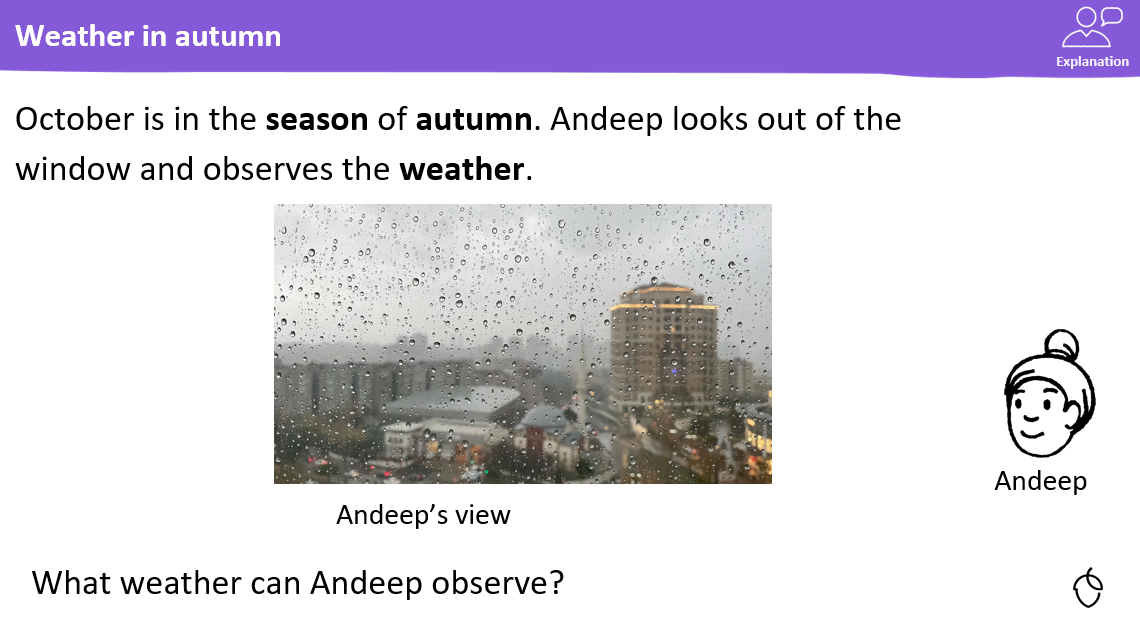 Weather in autumn
Explanation
October is in the season of autumn. Andeep looks out of the
window and observes the weather.
Andeep
Andeep’s view
What weather can Andeep observe?